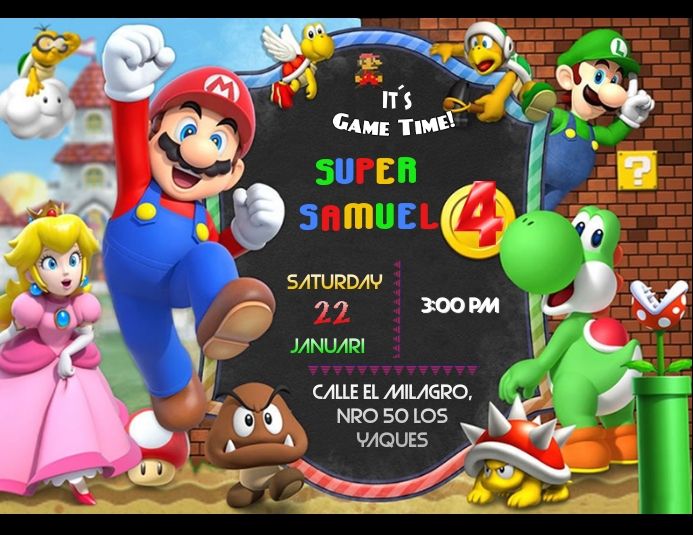 IT´S
GAME TIME!
SUPER
SAMUEL 4
SATURDAY
22
JANUARI
3:00 PM
CALLE EL MILAGRO,
NRO 50 LOS
YAQUES
M
L
?